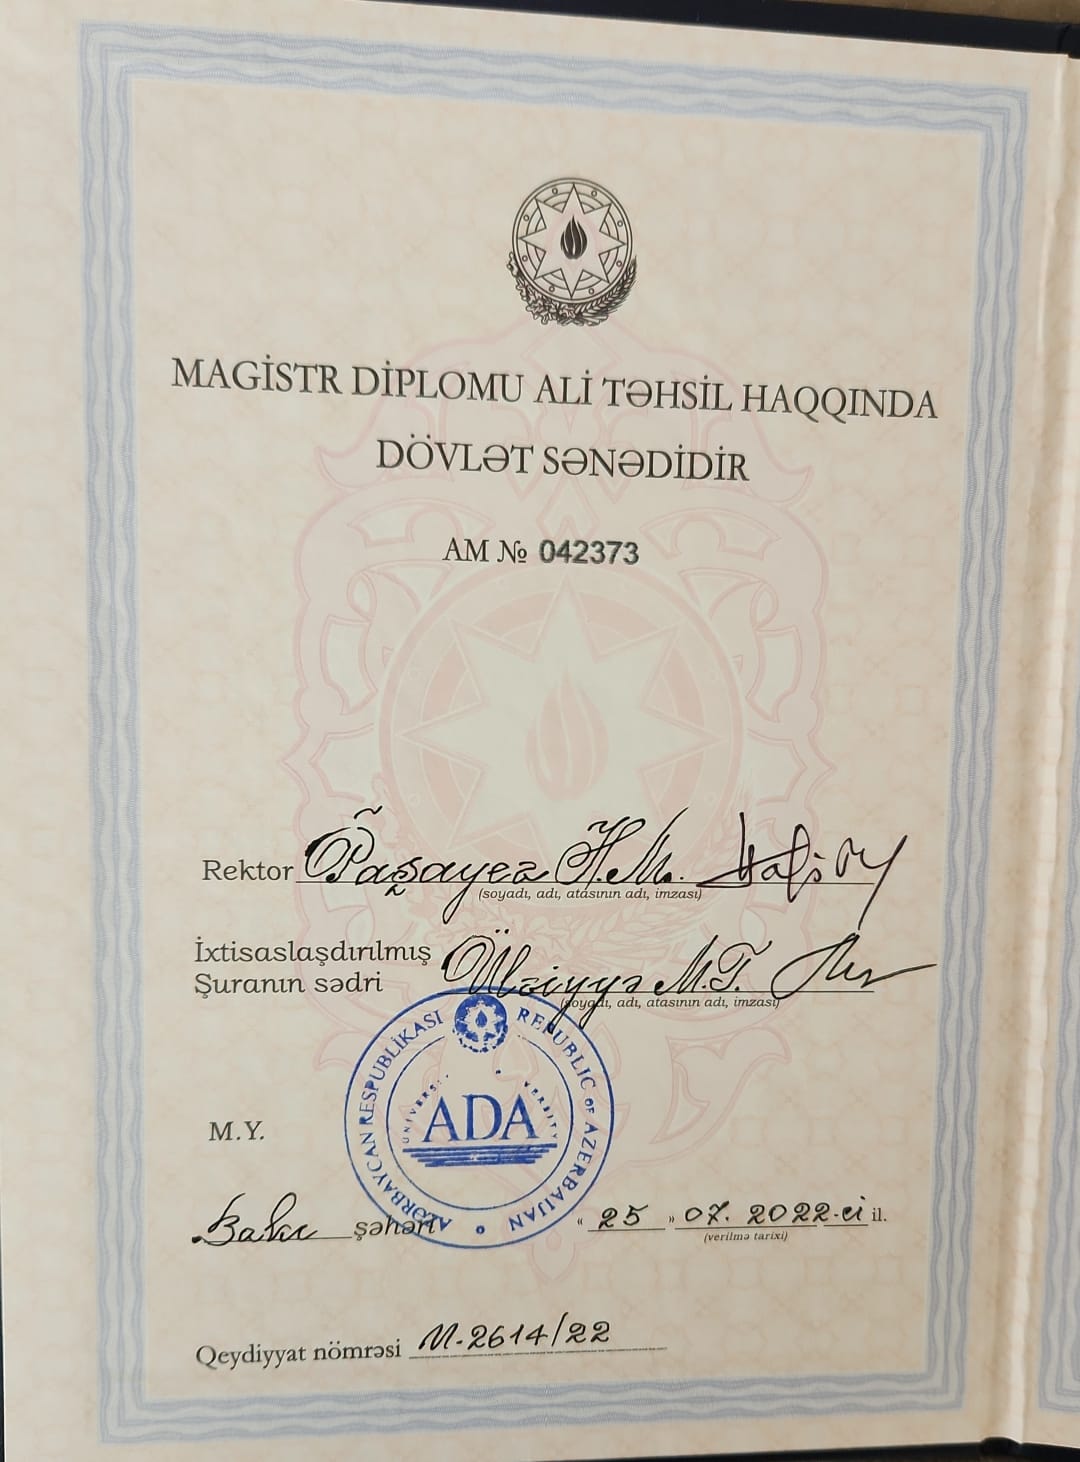 MAGİSTR DİPLOMU ALİ TƏHSİL HAQQINDA
DÖVLƏT SƏNƏDİDİR
AM № 042373
Rektor Paşayev H.M.
(soyadı, adı, atasının adı, imzası)
İxtisaslaşdırılmış
Şuranın sədri M.T.
(soyadı, adı, atasının adı, imzası)
AZƏRBAYCAN RESPUBLİKASI REPUBLIC OF AZERBAIJAN
ADA
M.Y.
Bakı şəhəri « 25 » 07. 2022-ci il.
(verilmə tarixi)
Qeydiyyat nömrəsi M-2614/22